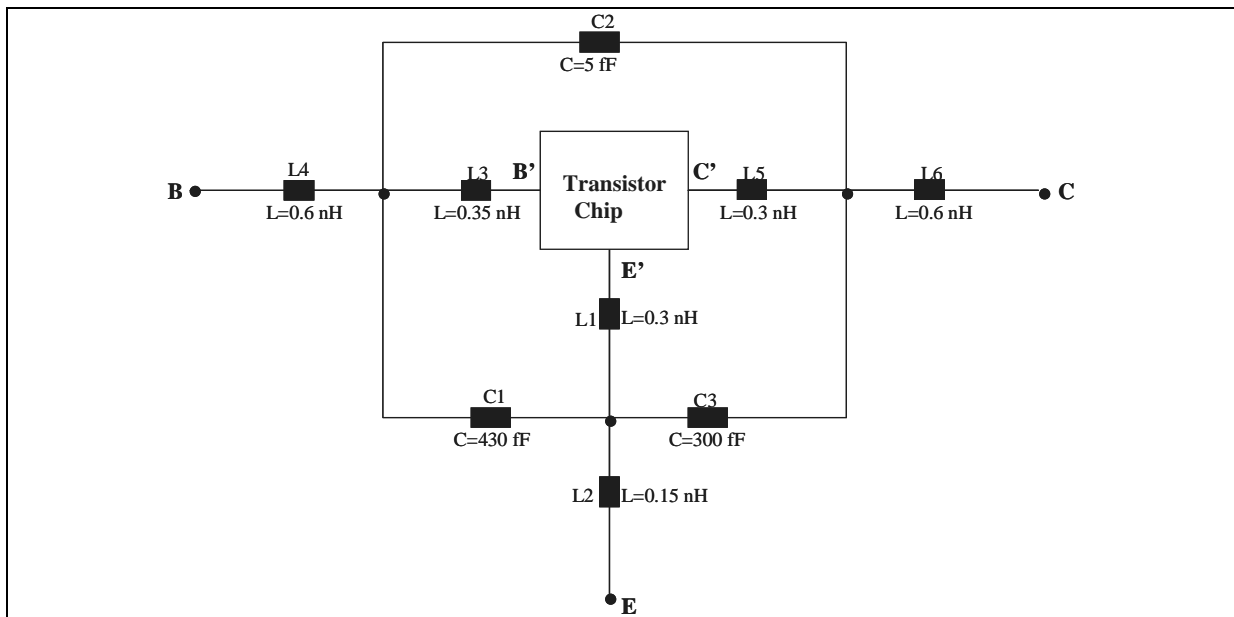 C2
C=5 fF
B
L4
L=0.6 nH
L3
L=0.35 nH
B’
Transistor
Chip
C’
L5
L=0.3 nH
L6
L=0.6 nH
C
E’
L1
L=0.3 nH
C1
C=430 fF
C3
C=300 fF
L2
L=0.15 nH
E